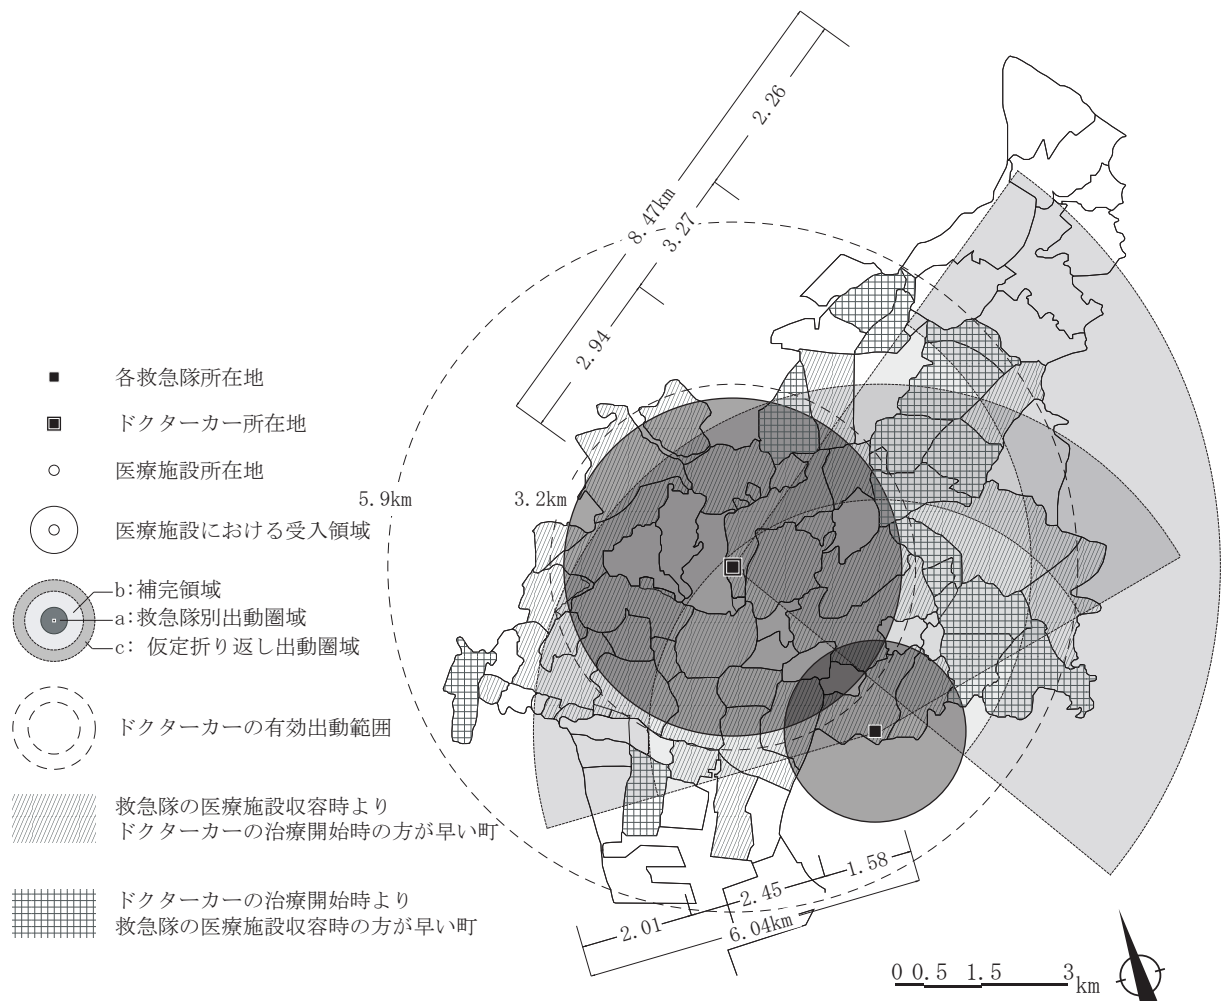 各救急隊所在地
ドクターカー所在地
医療施設所在地
医療施設における受入領域
b:補完領域
a:救急隊別出動圏域
c: 仮定折り返し出動圏域
ドクターカーの有効出動範囲
救急隊の医療施設収容時より
ドクターカーの治療開始時の方が早い町
ドクターカーの治療開始時より
救急隊の医療施設収容時の方が早い町
2.26
8.47km
3.27
2.94
5.9km
3.2km
1.58
2.45
2.01
6.04km
0 0.5 1.5 3 km